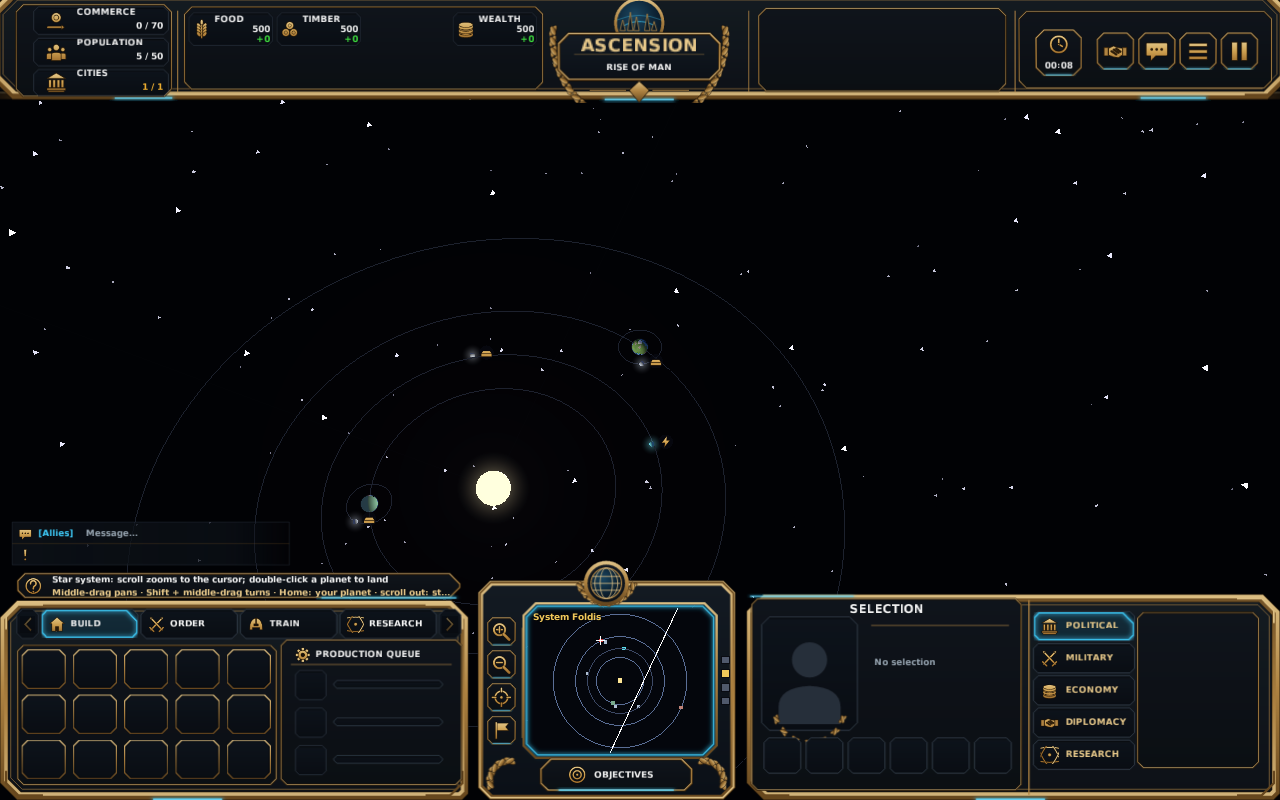 COMMERCE
0 / 70
POPULATION
5 / 50
CITIES
1 / 1
FOOD
500
+0
TIMBER
500
+0
WEALTH
500
+0
ASCENSION
RISE OF MAN
00:08
[Allies] Message...
!
Star system: scroll zooms to the cursor; double-click a planet to land
Middle-drag pans · Shift + middle-drag turns · Home: your planet · scroll out: st...
BUILD
ORDER
TRAIN
RESEARCH
PRODUCTION QUEUE
System Foldis
OBJECTIVES
SELECTION
No selection
POLITICAL
MILITARY
ECONOMY
DIPLOMACY
RESEARCH